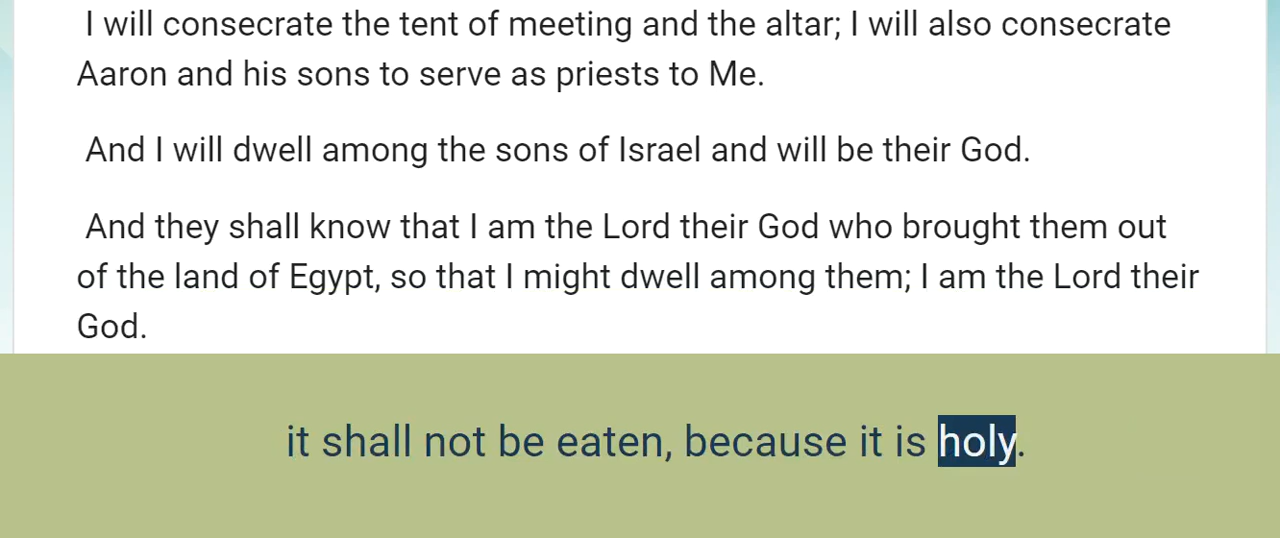 I will consecrate the tent of meeting and the altar; I will also consecrate
Aaron and his sons to serve as priests to Me.
And I will dwell among the sons of Israel and will be their God.
And they shall know that I am the Lord their God who brought them out
of the land of Egypt, so that I might dwell among them; I am the Lord their
God.
it shall not be eaten, because it is holy.